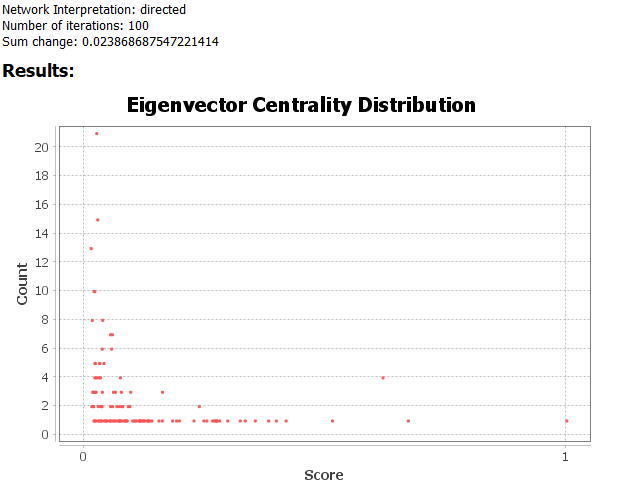 Network Interpretation: directed
Number of iterations: 100
Sum change: 0.023868687547221414
Results:
Eigenvector Centrality Distribution
20
18
16
14
12
10
8
6
4
2
0
Count
0 1
Score